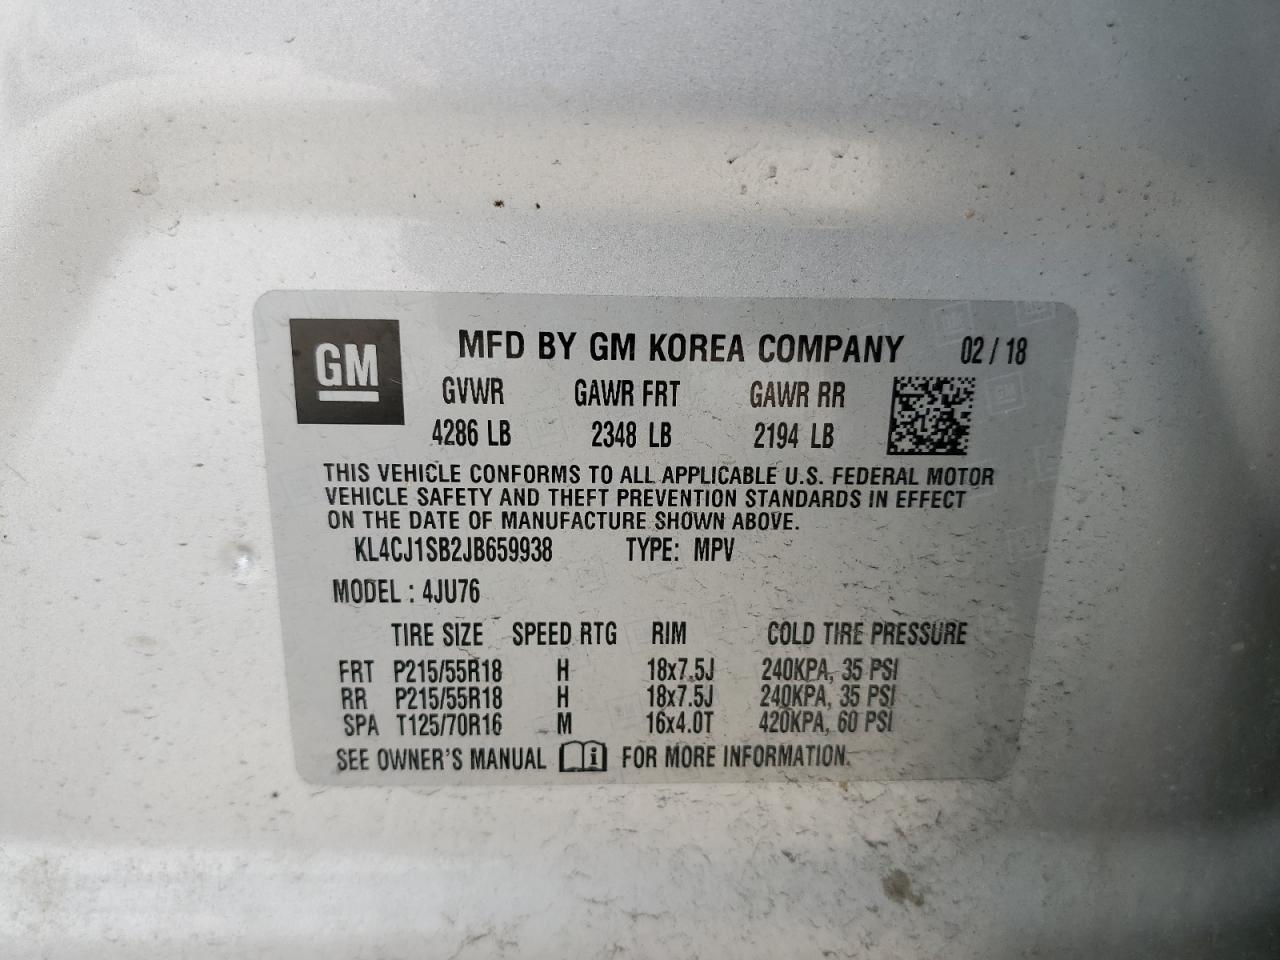 GM
MFD BY GM KOREA COMPANY 02 / 18
GVWR GAWR FRT GAWR RR
4286 LB 2348 LB 2194 LB
THIS VEHICLE CONFORMS TO ALL APPLICABLE U.S. FEDERAL MOTOR
VEHICLE SAFETY AND THEFT PREVENTION STANDARDS IN EFFECT
ON THE DATE OF MANUFACTURE SHOWN ABOVE.
KL4CJ1SB2JB659938 TYPE: MPV
MODEL : 4JU76
TIRE SIZE SPEED RTG RIM COLD TIRE PRESSURE
FRT P215/55R18 H 18x7.5J 240KPA, 35 PSI
RR P215/55R18 H 18x7.5J 240KPA, 35 PSI
SPA T125/70R16 M 16x4.0T 420KPA, 60 PSI
SEE OWNER'S MANUAL i FOR MORE INFORMATION.